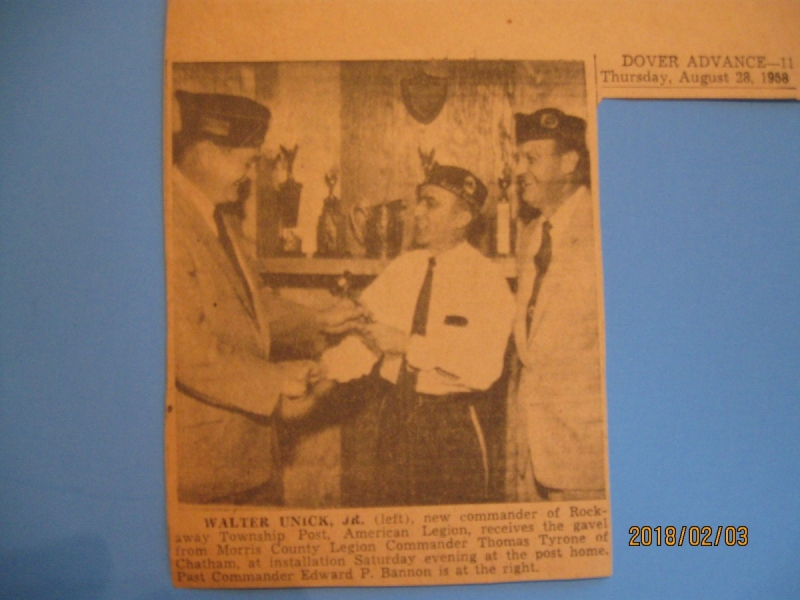 DOVER ADVANCE—11
Thursday, August 28, 1958
WALTER UNICK, JR. (left), new commander of Rock-
away Township Post, American Legion, receives the gavel
from Morris County Legion Commander Thomas Tyrone of
Chatham, at installation Saturday evening at the post home.
Past Commander Edward P. Bannon is at the right.
2018/02/03